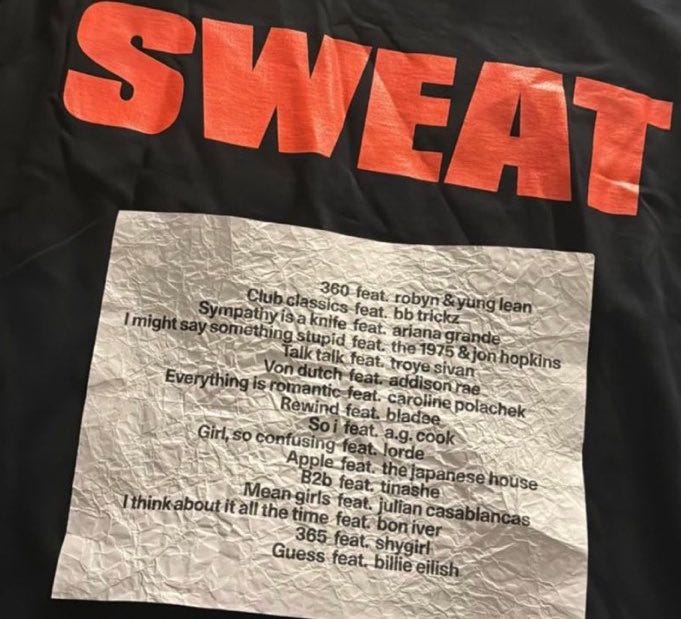 SWEAT
360 feat. robyn & yung lean
Club classics feat. bb trickz
Sympathy is a knife feat. ariana grande
I might say something stupid feat. the 1975 & jon hopkins
Talk talk feat. troye sivan
Von dutch feat. addison rae
Everything is romantic feat. caroline polachek
Rewind feat. bladee
So i feat. a.g. cook
Girl, so confusing feat. lorde
Apple feat. the japanese house
B2b feat. tinashe
Mean girls feat. julian casablancas
I think about it all the time feat. bon iver
365 feat. shygirl
Guess feat. billie eilish